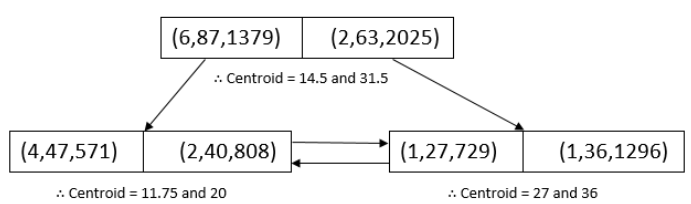 (6,87,1379) (2,63,2025)
∴ Centroid = 14.5 and 31.5
(4,47,571) (2,40,808) (1,27,729) (1,36,1296)
∴ Centroid = 11.75 and 20 ∴ Centroid = 27 and 36